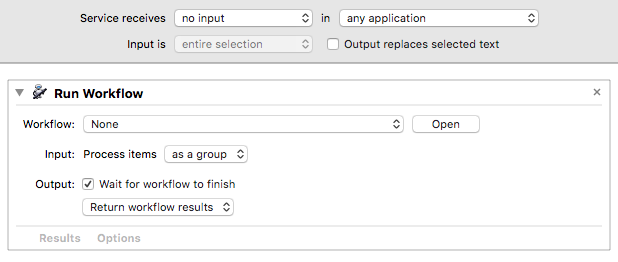 Service receives no input in any application
Input is entire selection Output replaces selected text
Run Workflow
Workflow: None Open
Input: Process items as a group
Output: Wait for workflow to finish
Return workflow results
Results Options